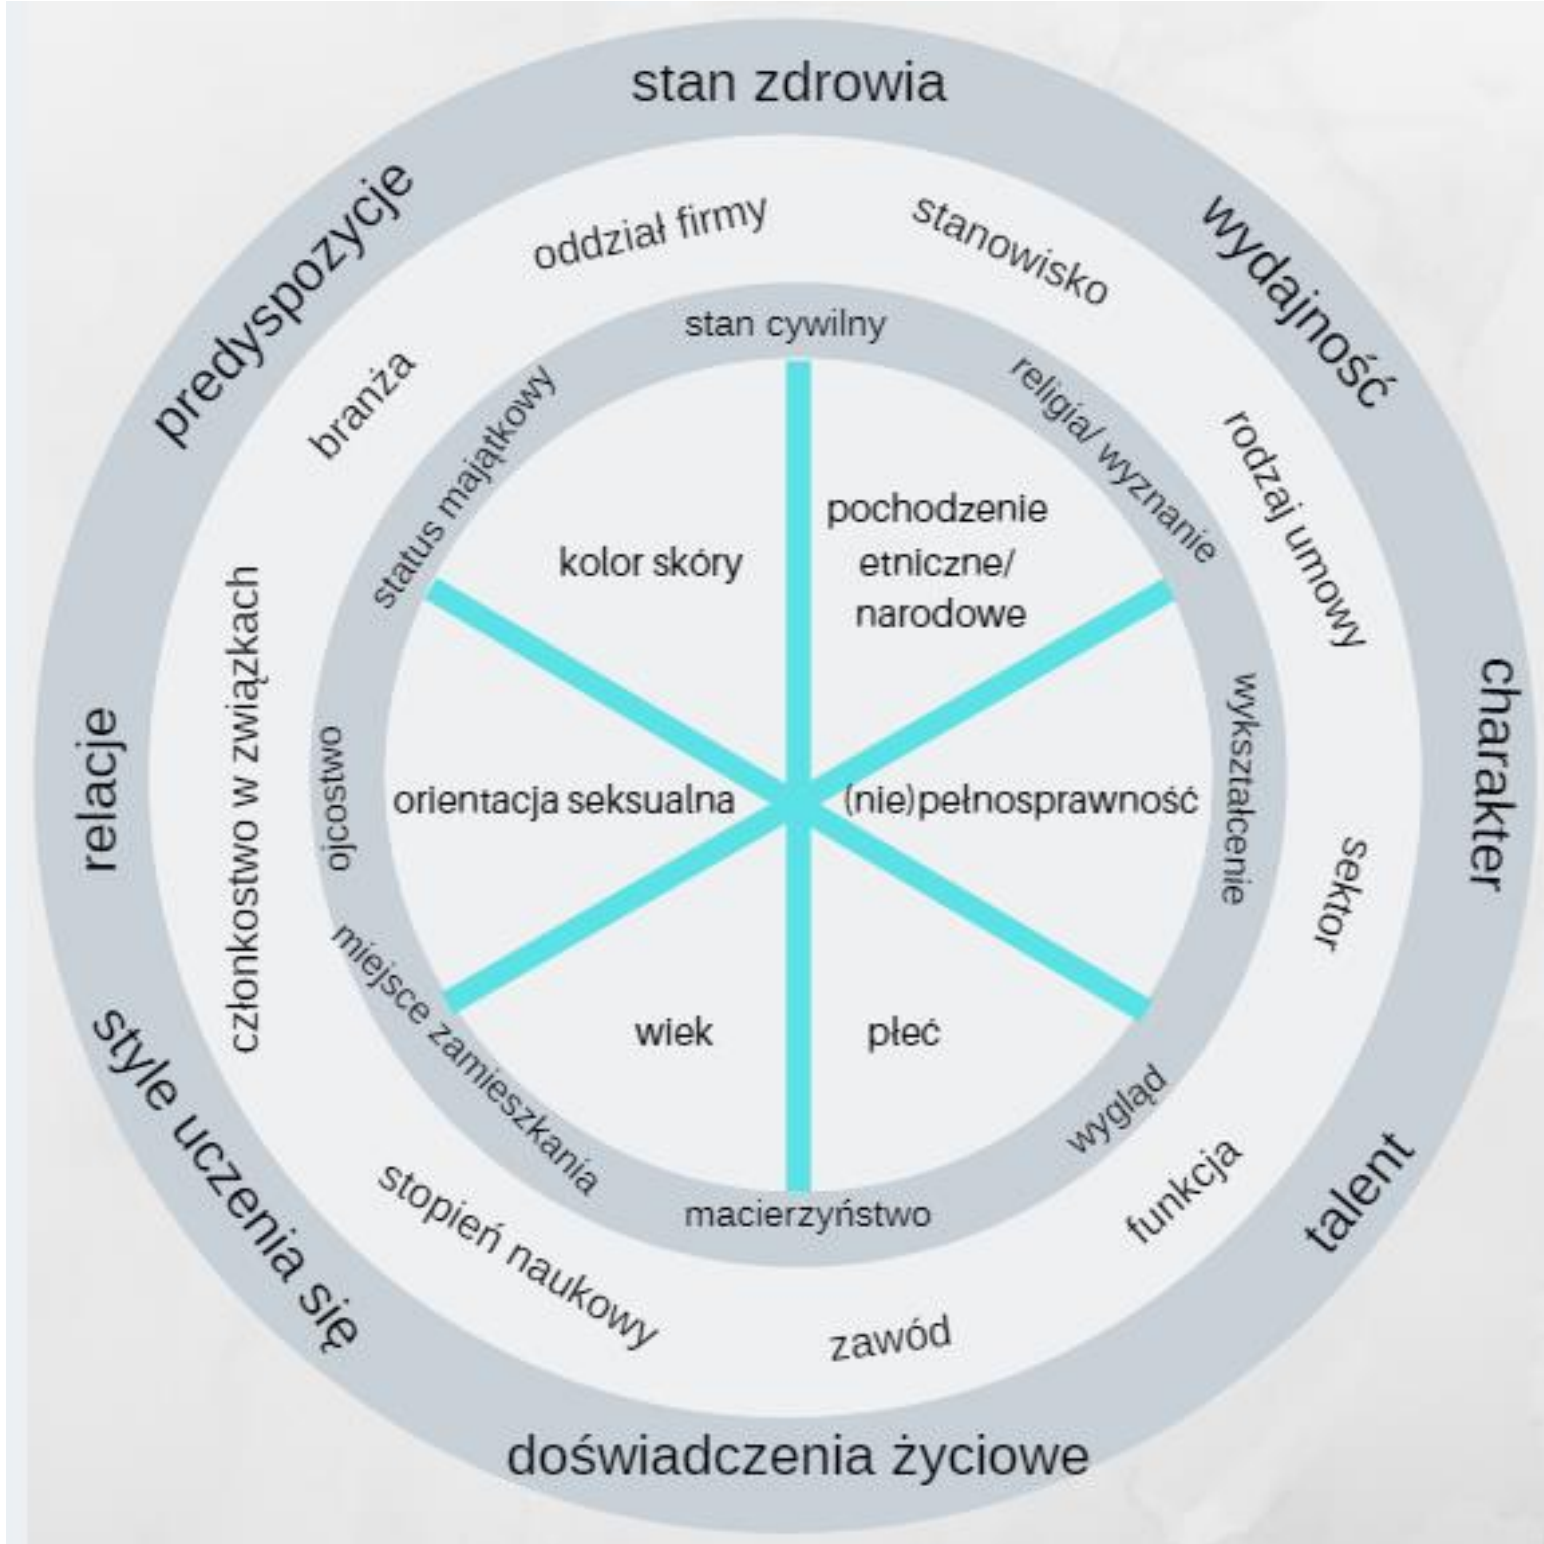 stan zdrowia
wydajność
charakter
talent
doświadczenia życiowe
style uczenia się
relacje
predyspozycje
oddział firmy
stanowisko
rodzaj umowy
sektor
funkcja
zawód
stopień naukowy
członkostwo w związkach
branża
stan cywilny
religia/ wyznanie
wykształcenie
wygląd
macierzyństwo
miejsce zamieszkania
ojcostwo
status majątkowy
kolor skóry
pochodzenie
etniczne/
narodowe
orientacja seksualna
(nie)pełnosprawność
wiek
płeć